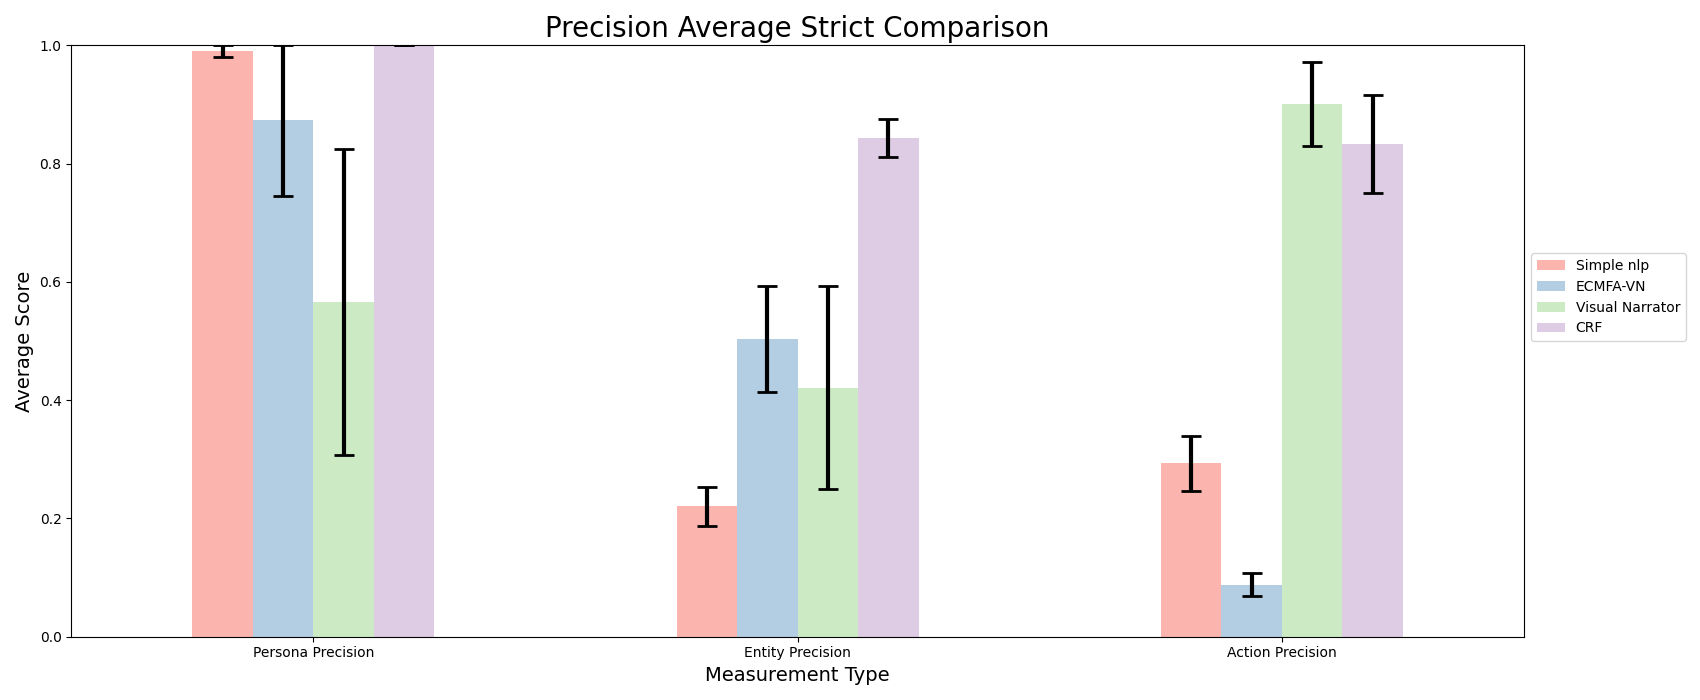 Precision Average Strict Comparison
Average Score
1.0
0.8
0.6
0.4
0.2
0.0
Persona Precision
Entity Precision
Action Precision
Measurement Type
Simple nlp
ECMFA-VN
Visual Narrator
CRF